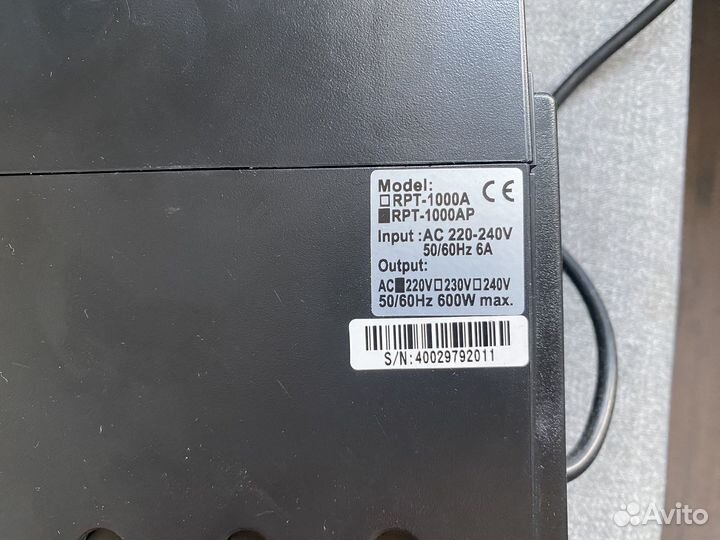 Model:
□RPT-1000A
■RPT-1000AP
Input :AC 220-240V
50/60Hz 6A
Output:
AC■220V□230V□240V
50/60Hz 600W max.
CE
S/N:40029792011
Avito